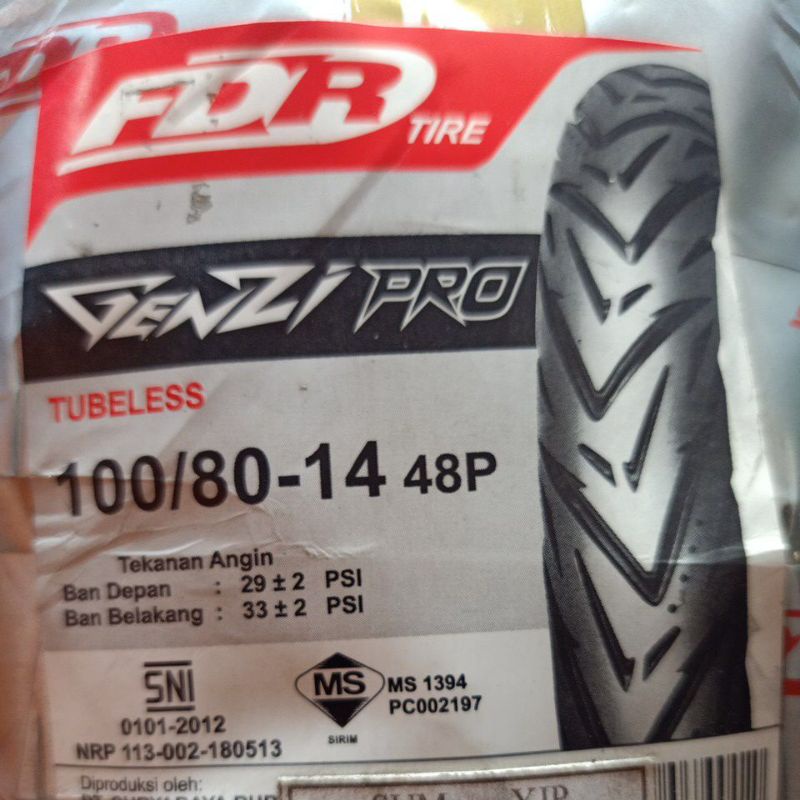 FDR TIRE
GENZI PRO
TUBELESS
100/80-14 48P
Tekanan Angin
Ban Depan : 29 ± 2 PSI
Ban Belakang : 33 ± 2 PSI
SNI
0101-2012
NRP 113-002-180513
MS
SIRIM
MS 1394
PC002197
Diproduksi oleh: